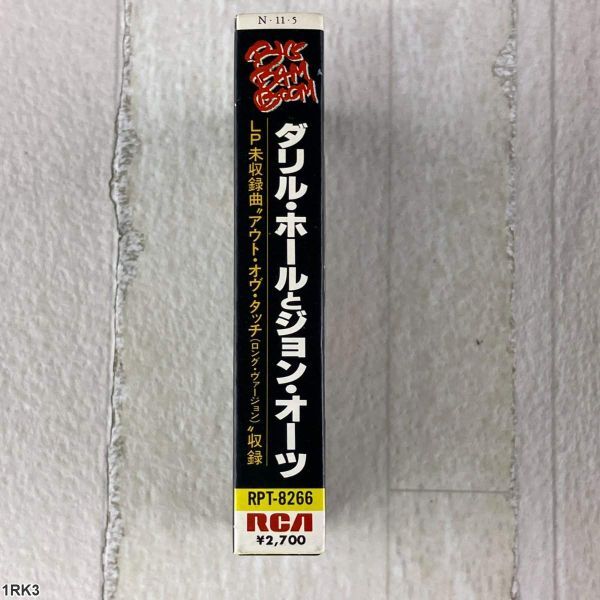 N・11・5
BIG
BAM
BOOM
ダリル・ホールとジョン・オーツ
LP未収録曲“アウト・オヴ・タッチ(ロング・ヴァージョン)”収録
RPT-8266
RCA
¥2,700
1RK3